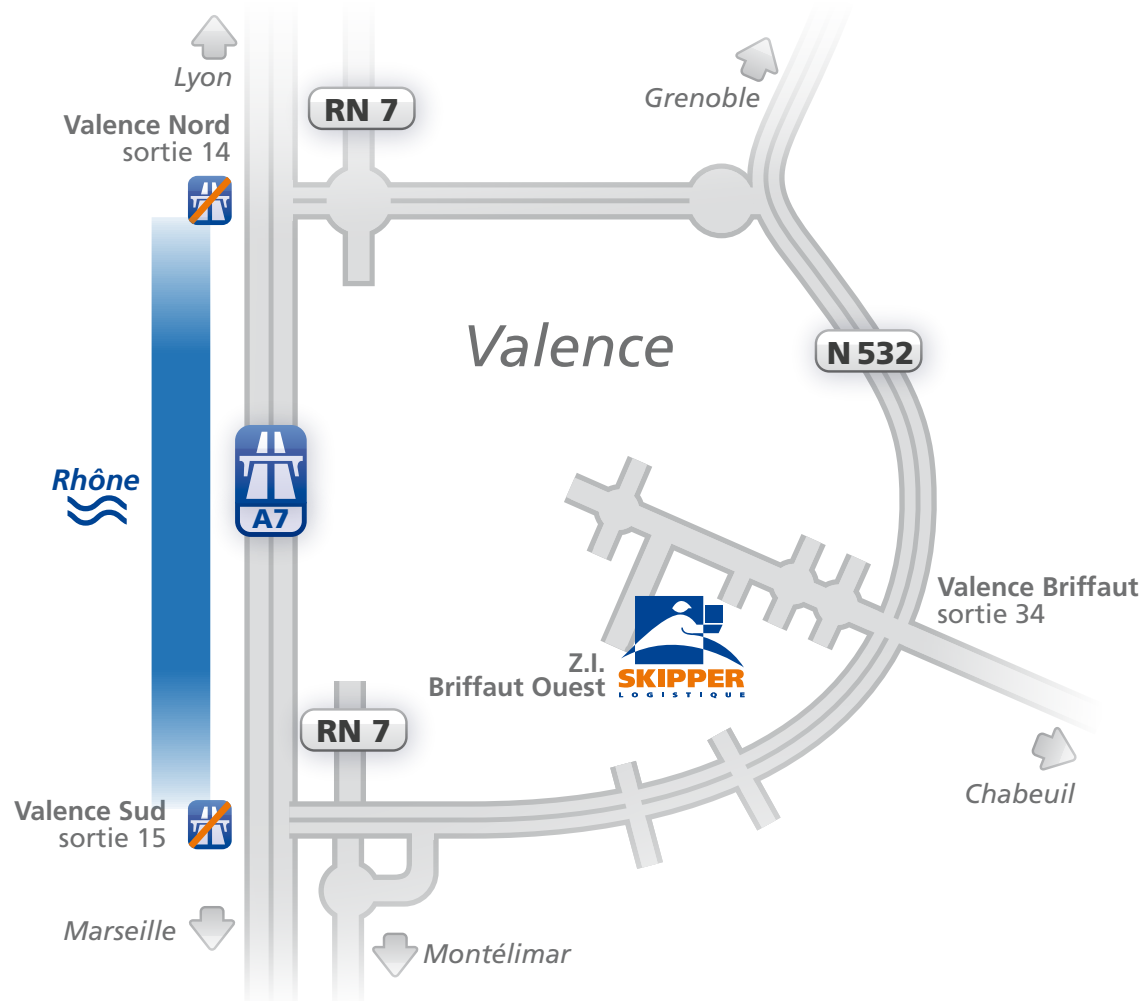 Lyon
Grenoble
RN 7
Valence Nord
sortie 14
Valence
N 532
Rhône
A7
Valence Briffaut
sortie 34
Z.I.
Briffaut Ouest
SKIPPER
LOGISTIQUE
RN 7
Chabeuil
Valence Sud
sortie 15
Marseille
Montélimar